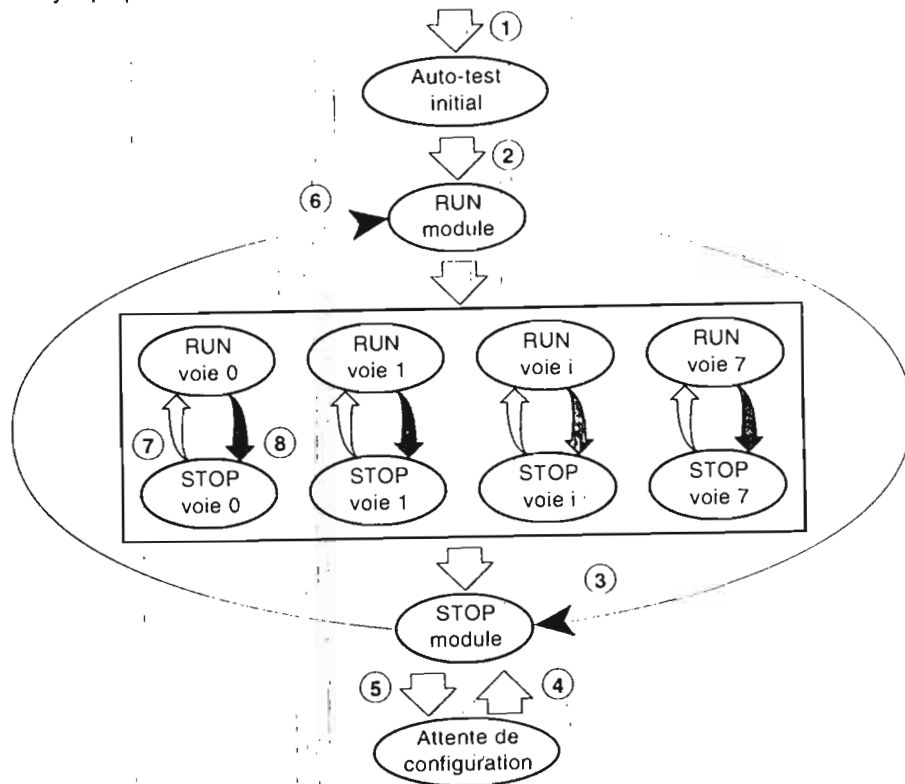 1
Auto-test
initial
2
6
RUN
module
RUN
voie 0
RUN
voie 1
RUN
voie i
RUN
voie 7
7
8
STOP
voie 0
STOP
voie 1
STOP
voie i
STOP
voie 7
3
STOP
module
5
4
Attente de
configuration